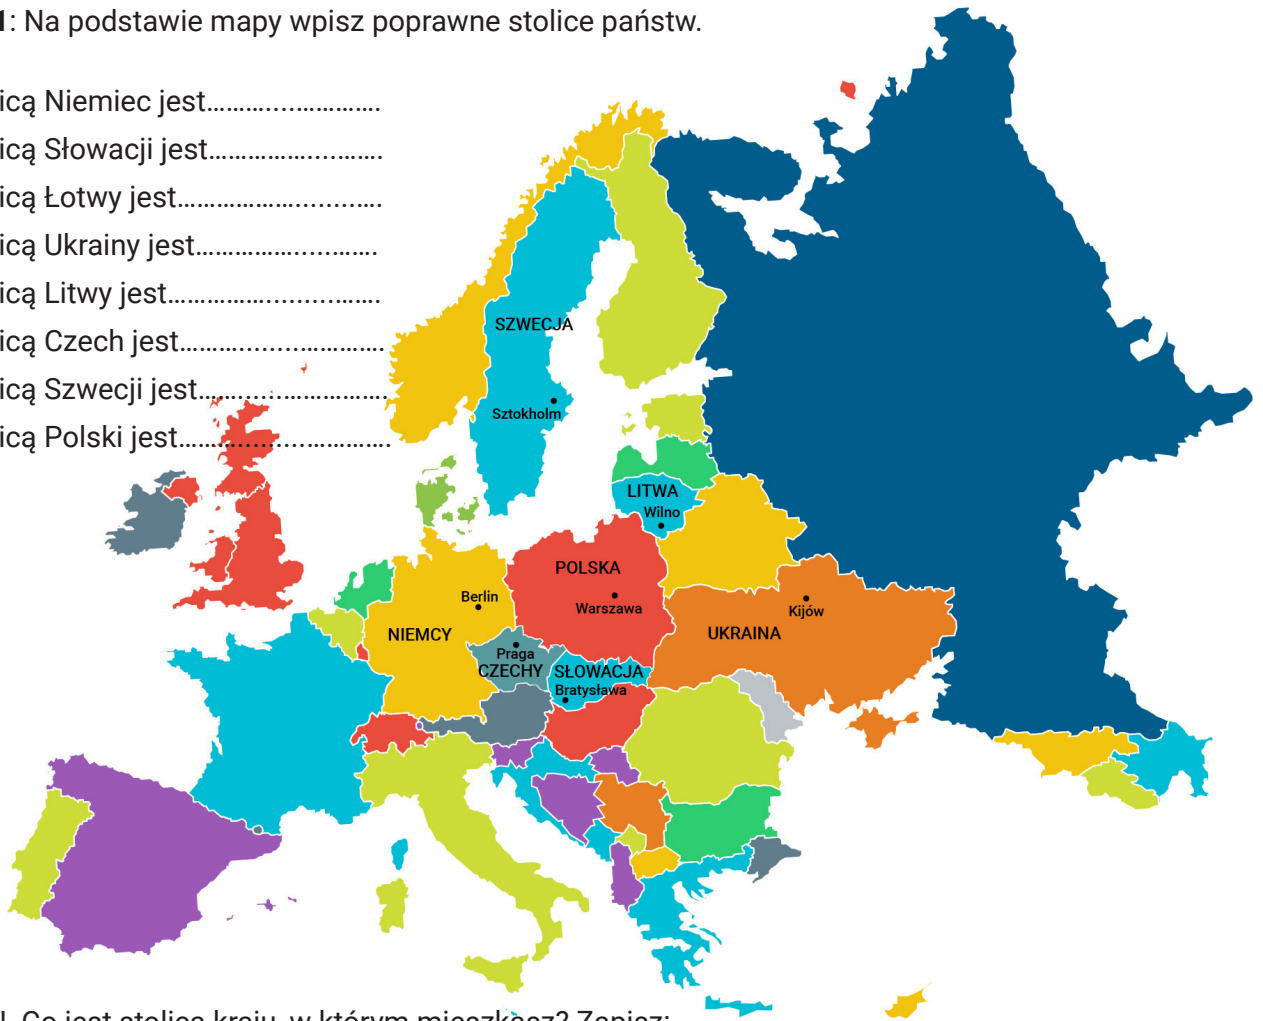 1: Na podstawie mapy wpisz poprawne stolice państw.
icą Niemiec jest………....………….
icą Słowacji jest……………....…….
icą Łotwy jest………………........….
icą Ukrainy jest…………….....…….
icą Litwy jest…………….........…….
icą Czech jest……….......………….
icą Szwecji jest……….....………….
icą Polski jest……….........………….
SZWECJA
Sztokholm
LITWA
Wilno
POLSKA
Warszawa
Berlin
NIEMCY
Kijów
UKRAINA
Praga
CZECHY
SŁOWACJA
Bratysława
Co jest stolicą kraju, w którym mieszkasz? Zapisz: